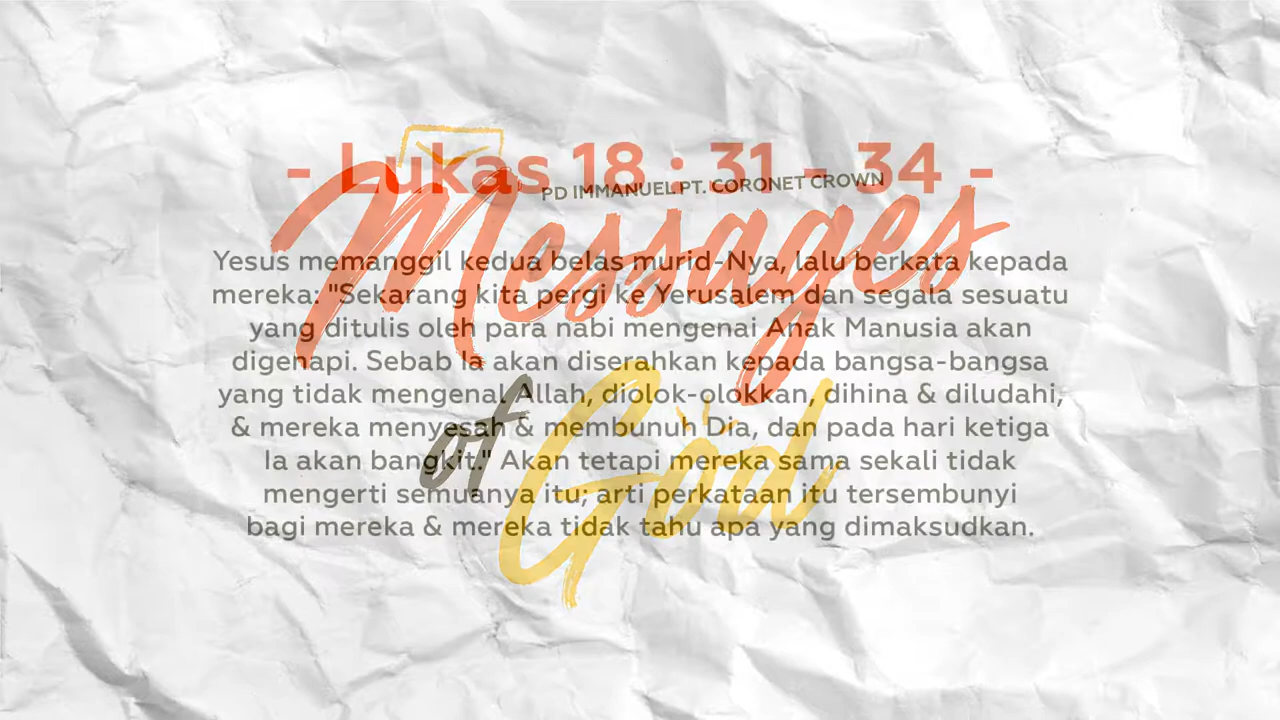 - Lukas 18 : 31 - 34 -
PD IMMANUEL PT. CORONET CROWN
Messages
of God
Yesus memanggil kedua belas murid-Nya, lalu berkata kepada
mereka: "Sekarang kita pergi ke Yerusalem dan segala sesuatu
yang ditulis oleh para nabi mengenai Anak Manusia akan
digenapi. Sebab Ia akan diserahkan kepada bangsa-bangsa
yang tidak mengenal Allah, diolok-olokkan, dihina & diludahi,
& mereka menyesah & membunuh Dia, dan pada hari ketiga
Ia akan bangkit." Akan tetapi mereka sama sekali tidak
mengerti semuanya itu; arti perkataan itu tersembunyi
bagi mereka & mereka tidak tahu apa yang dimaksudkan.